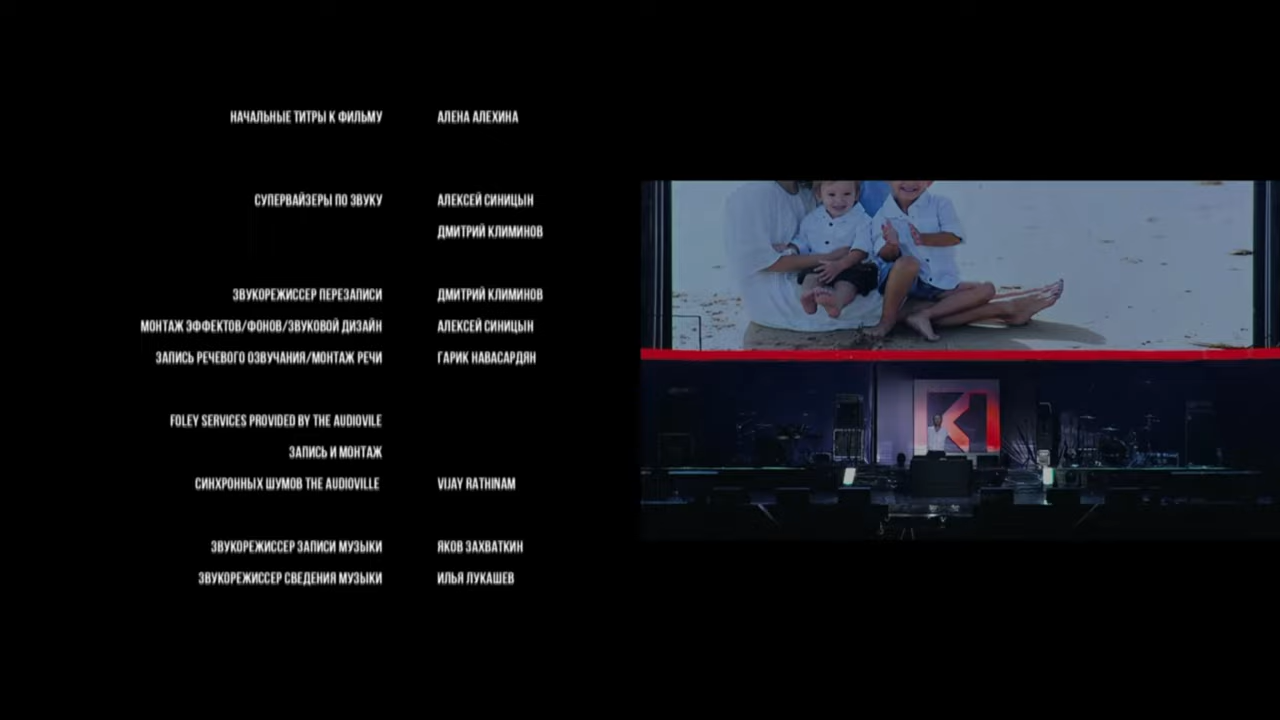 НАЧАЛЬНЫЕ ТИТРЫ К ФИЛЬМУ АЛЕНА АЛЕХИНА
СУПЕРВАЙЗЕРЫ ПО ЗВУКУ АЛЕКСЕЙ СИНИЦЫН
ДМИТРИЙ КЛИМИНОВ
ЗВУКОРЕЖИССЕР ПЕРЕЗАПИСИ ДМИТРИЙ КЛИМИНОВ
МОНТАЖ ЭФФЕКТОВ/ФОНОВ/ЗВУКОВОЙ ДИЗАЙН АЛЕКСЕЙ СИНИЦЫН
ЗАПИСЬ РЕЧЕВОГО ОЗВУЧАНИЯ/МОНТАЖ РЕЧИ ГАРИК НАВАСАРДЯН
FOLEY SERVICES PROVIDED BY THE AUDIOVILE
ЗАПИСЬ И МОНТАЖ
СИНХРОННЫХ ШУМОВ THE AUDIOVILLE VIJAY RATHINAM
ЗВУКОРЕЖИССЕР ЗАПИСИ МУЗЫКИ ЯКОВ ЗАХВАТКИН
ЗВУКОРЕЖИССЕР СВЕДЕНИЯ МУЗЫКИ ИЛЬЯ ЛУКАШЕВ